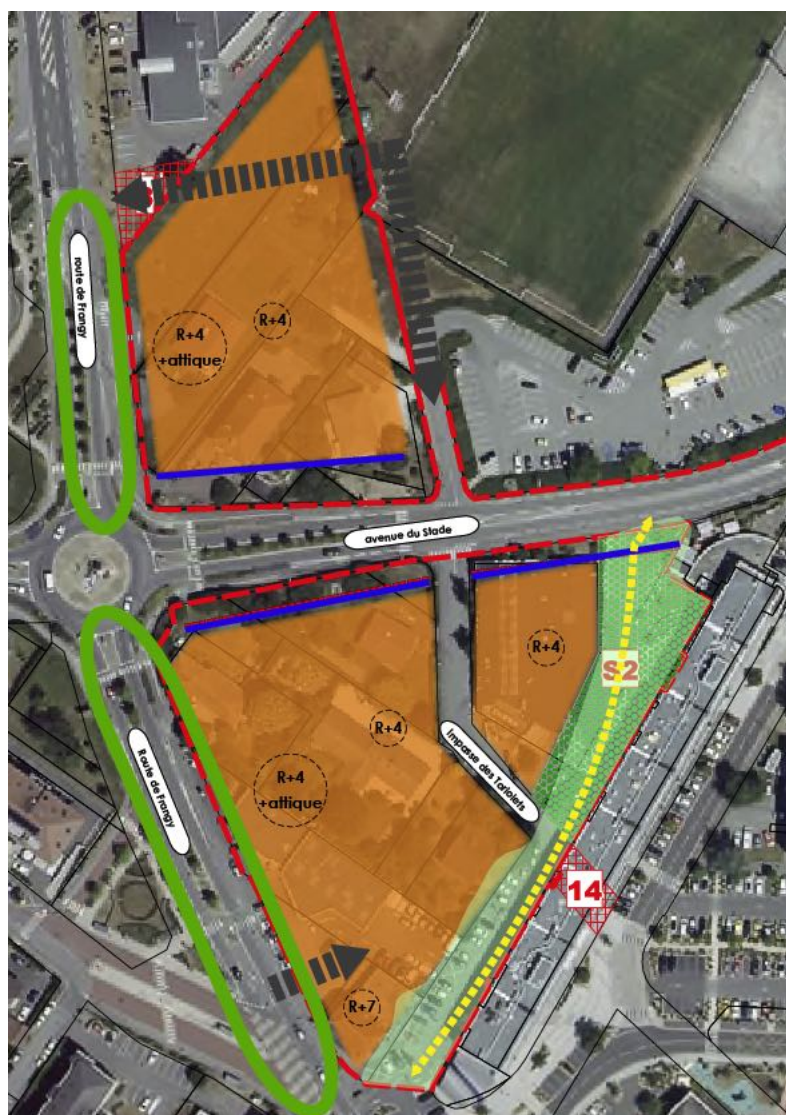 route de Frangy
R+4
+attique
R+4
avenue du Stade
R+4
S2
R+4
Impasse des Toriolets
Route de Frangy
R+4
+attique
14
R+7